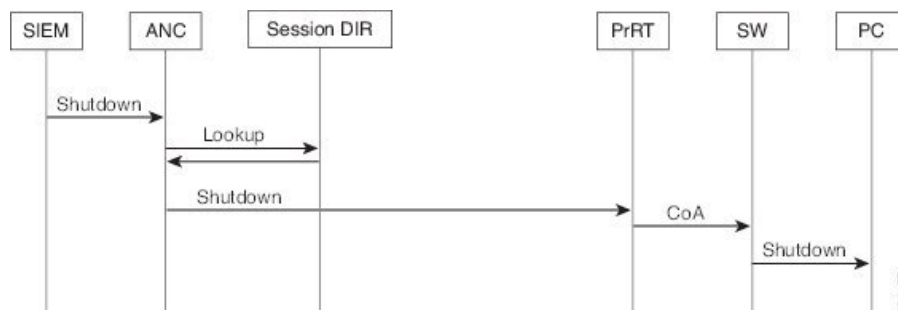 SIEM
ANC
Session DIR
PrRT
SW
PC
Shutdown
Lookup
Shutdown
CoA
Shutdown